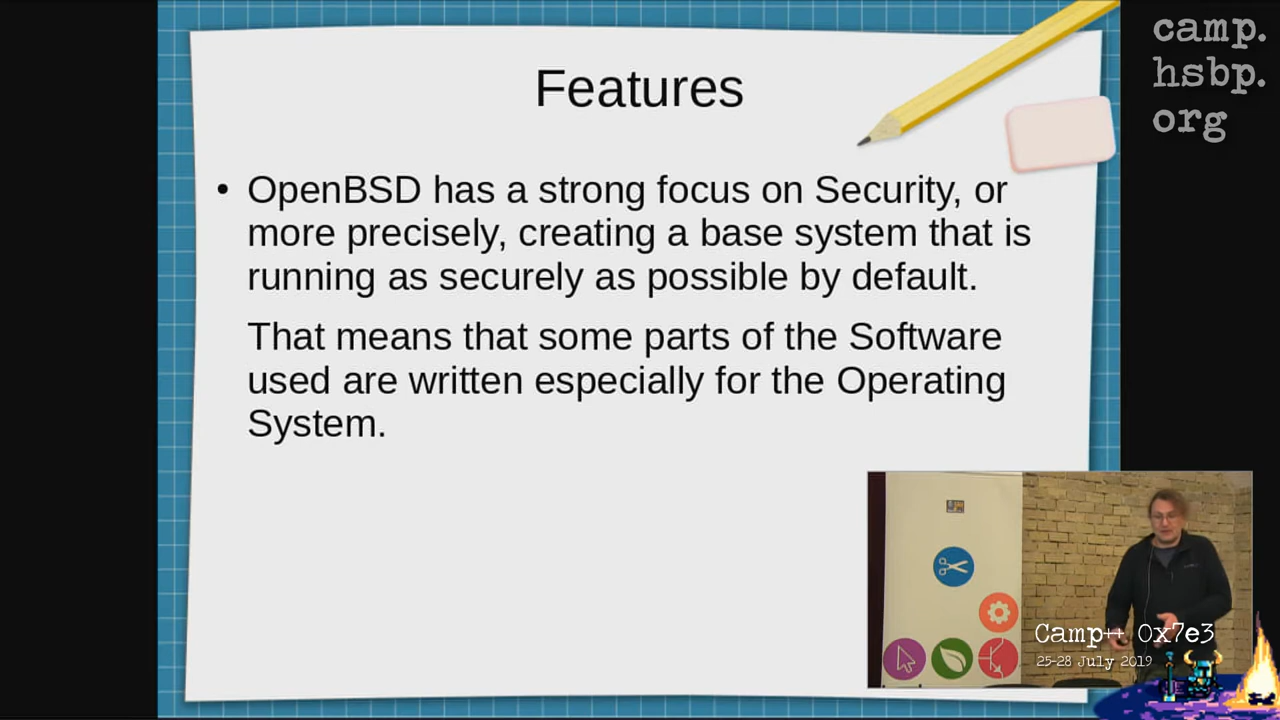 Features
• OpenBSD has a strong focus on Security, or
more precisely, creating a base system that is
running as securely as possible by default.
That means that some parts of the Software
used are written especially for the Operating
System.
camp.
hsbp.
org
Camp++ 0x7e3
25-28 July 2019